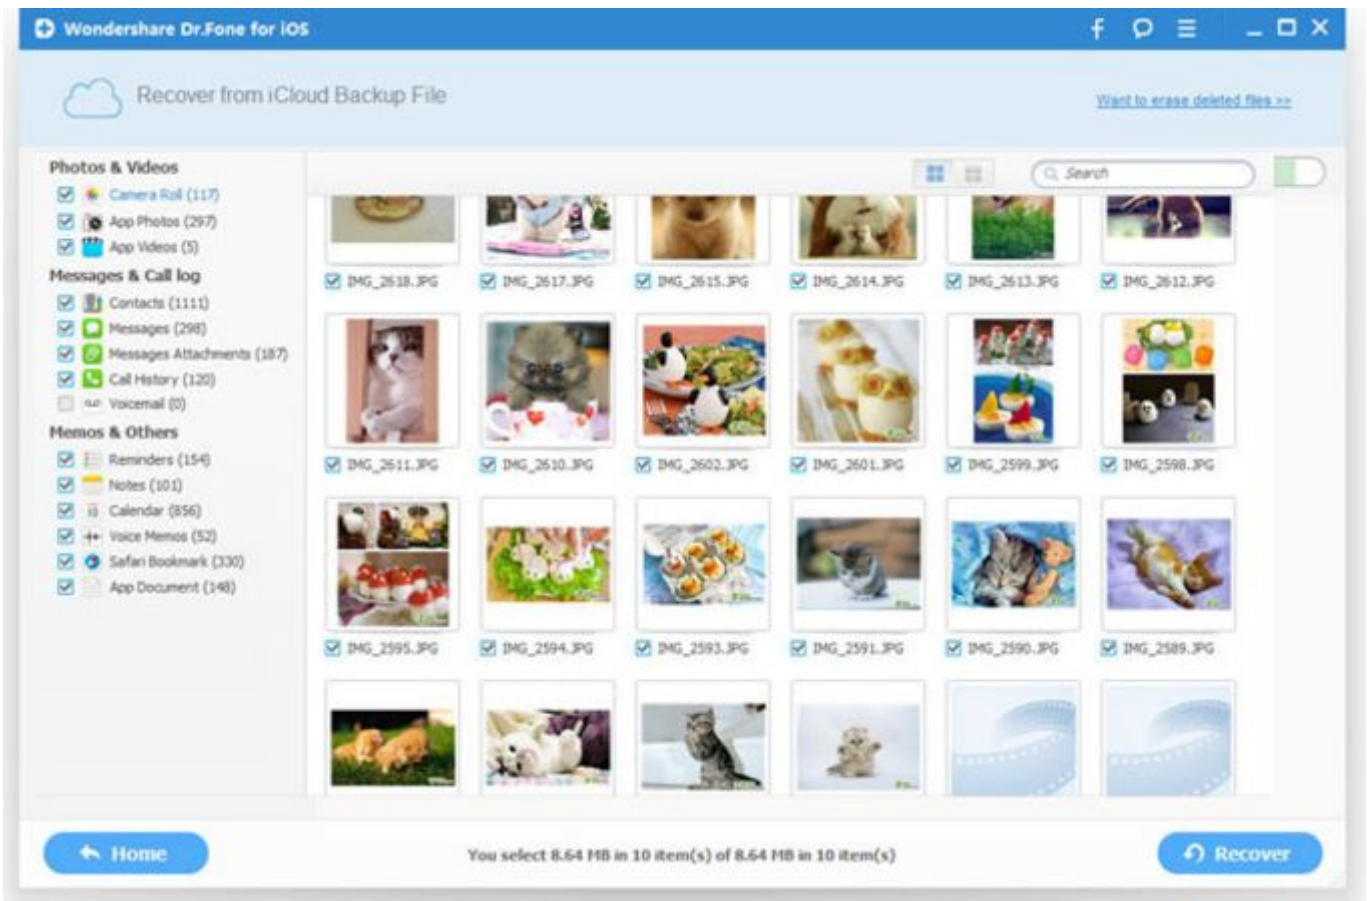 Wondershare Dr.Fone for iOS
Recover from iCloud Backup File
Want to erase deleted files >>
Photos & Videos
Camera Roll (117)
App Photos (297)
App Videos (5)
Messages & Call log
Contacts (1111)
Messages (298)
Messages Attachments (187)
Call History (120)
Voicemail (0)
Memos & Others
Reminders (154)
Notes (101)
Calendar (856)
Voice Memos (52)
Safari Bookmark (330)
App Document (148)
Search
IMG_2618.JPG IMG_2617.JPG IMG_2615.JPG IMG_2614.JPG IMG_2613.JPG IMG_2612.JPG
IMG_2611.JPG IMG_2610.JPG IMG_2602.JPG IMG_2601.JPG IMG_2599.JPG IMG_2598.JPG
IMG_2595.JPG IMG_2594.JPG IMG_2593.JPG IMG_2591.JPG IMG_2590.JPG IMG_2589.JPG
Home
You select 8.64 MB in 10 item(s) of 8.64 MB in 10 item(s)
Recover